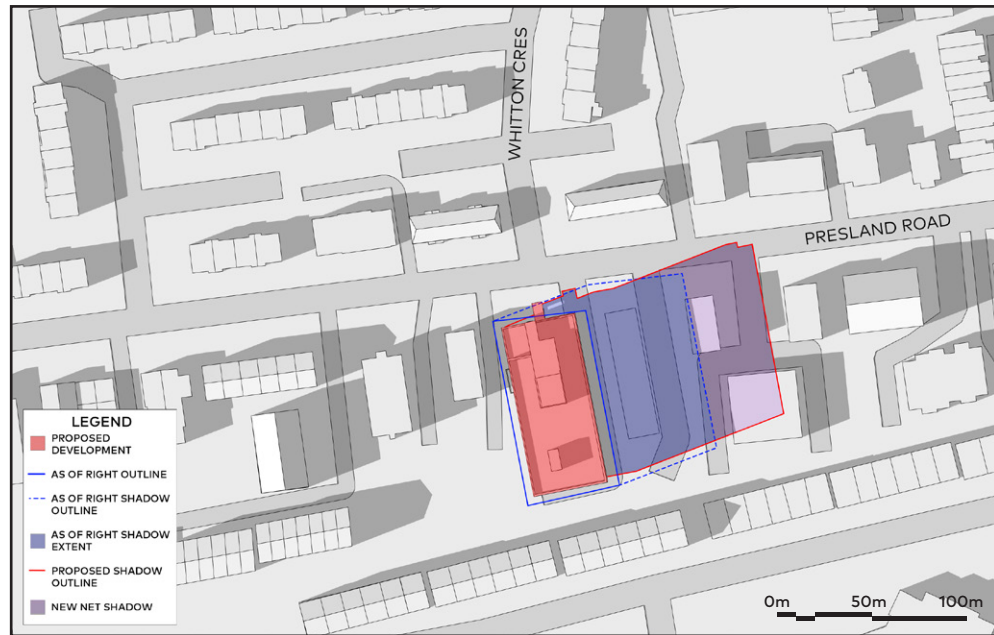 WHITTON CRES
PRESLAND ROAD
LEGEND
PROPOSED
DEVELOPMENT
AS OF RIGHT OUTLINE
AS OF RIGHT SHADOW
OUTLINE
AS OF RIGHT SHADOW
EXTENT
PROPOSED SHADOW
OUTLINE
NEW NET SHADOW
0m 50m 100m